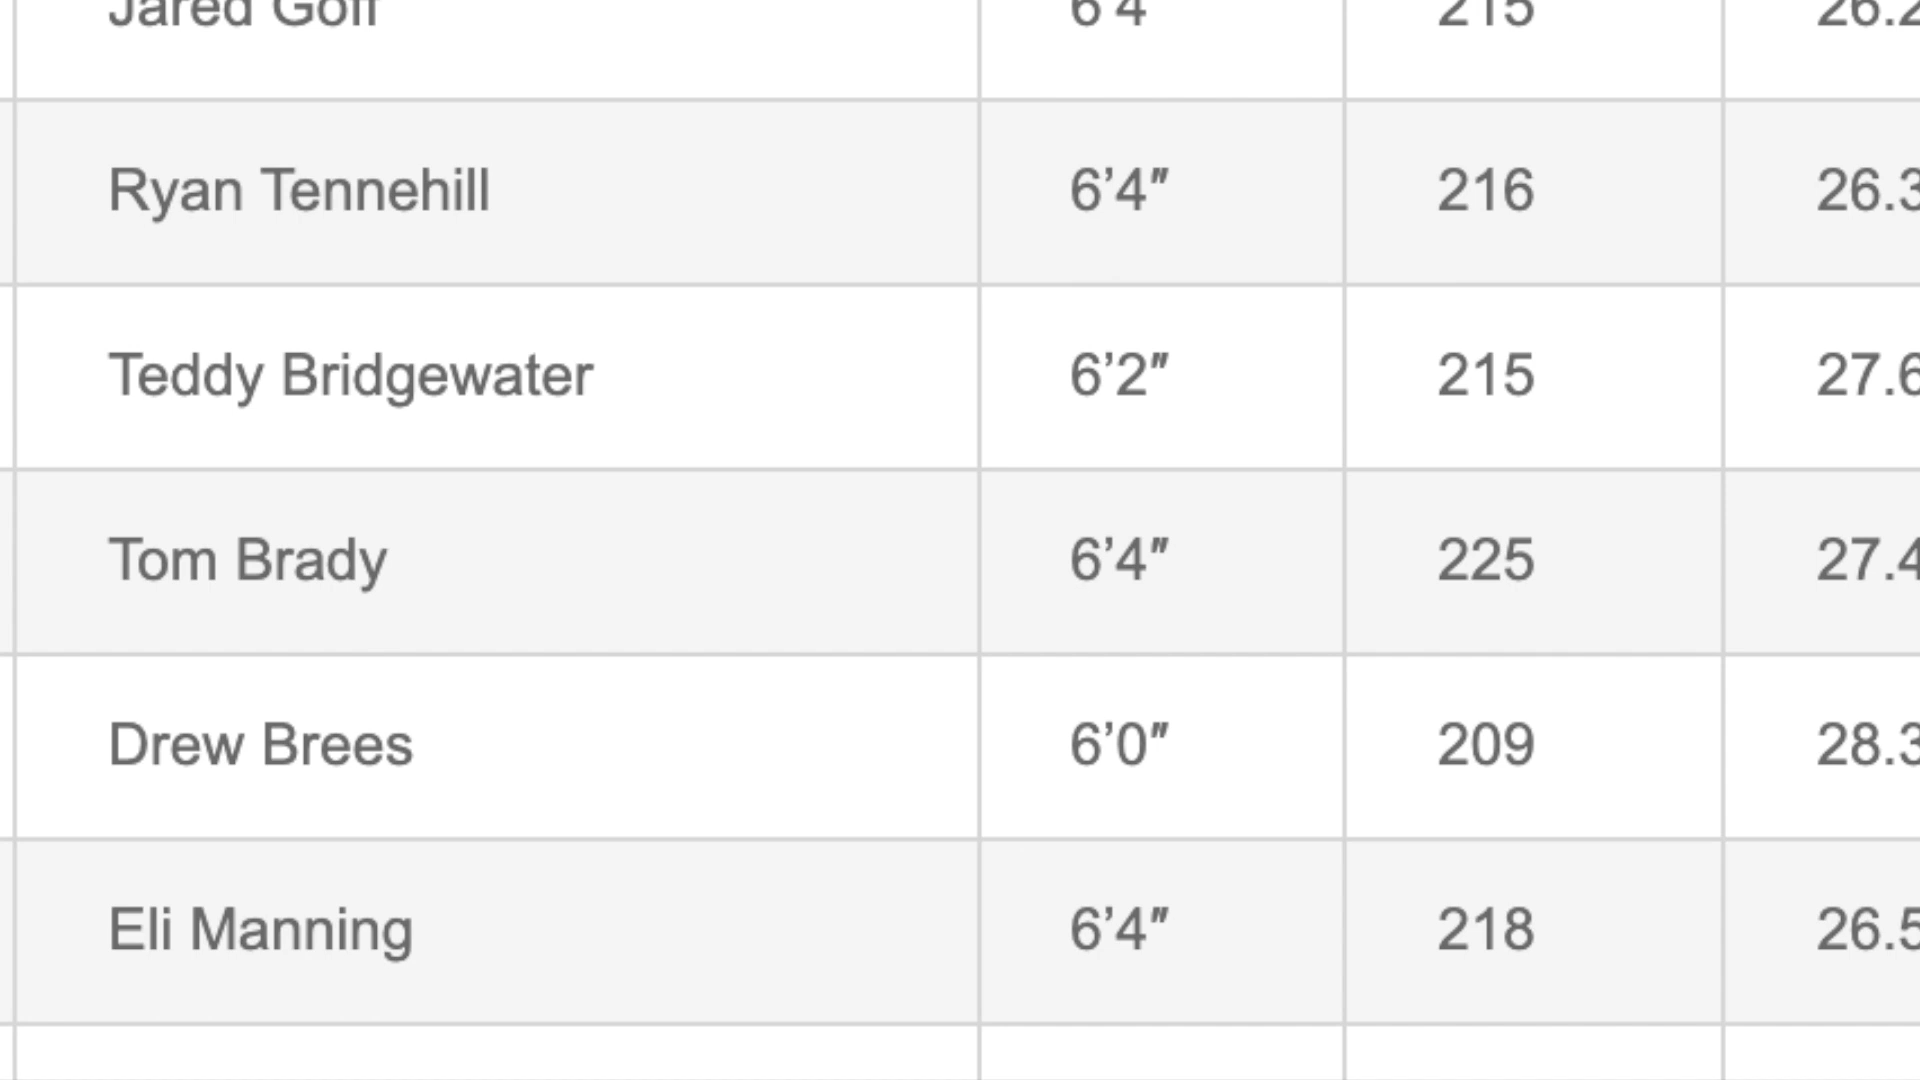 Jared Goff 6'4 215 26.2
Ryan Tennehill 6’4″ 216 26.3
Teddy Bridgewater 6’2″ 215 27.6
Tom Brady 6’4″ 225 27.4
Drew Brees 6’0″ 209 28.3
Eli Manning 6’4″ 218 26.5